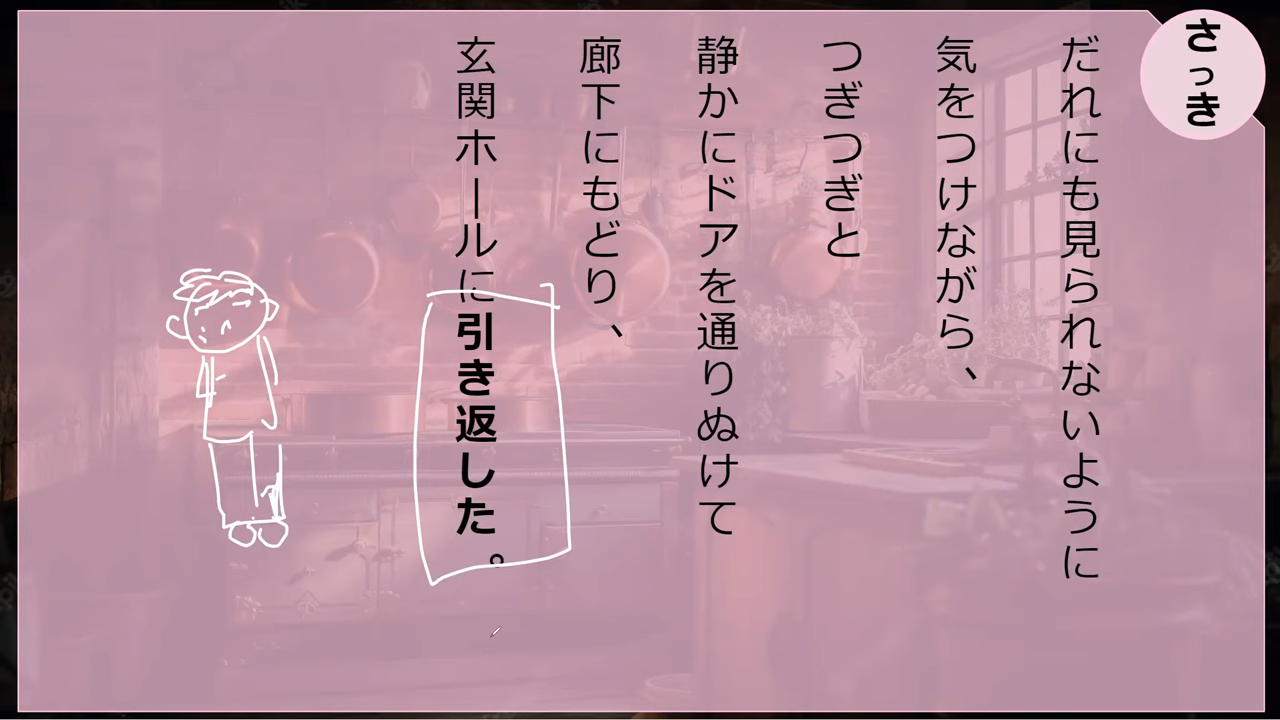 さっき
だれにも見られないように
気をつけながら、
つぎつぎと
静かにドアを通りぬけて
廊下にもどり、
玄関ホールに引き返した。